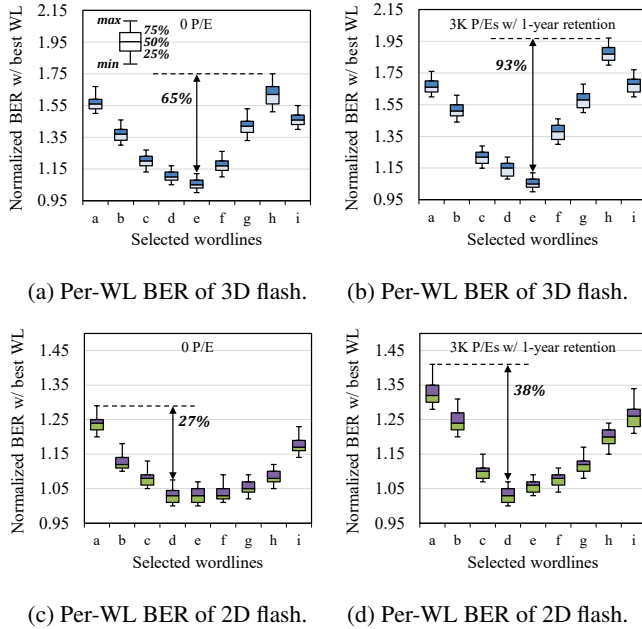 0 P/E
max
75%
50%
25%
min
65%
Normalized BER w/ best WL
2.15
1.95
1.75
1.55
1.35
1.15
0.95
a b c d e f g h i
Selected wordlines
(a) Per-WL BER of 3D flash.
3K P/Es w/ 1-year retention
93%
Normalized BER w/ best WL
2.15
1.95
1.75
1.55
1.35
1.15
0.95
a b c d e f g h i
Selected wordlines
(b) Per-WL BER of 3D flash.
0 P/E
27%
Normalized BER w/ best WL
1.45
1.35
1.25
1.15
1.05
0.95
a b c d e f g h i
Selected wordlines
(c) Per-WL BER of 2D flash.
3K P/Es w/ 1-year retention
38%
Normalized BER w/ best WL
1.45
1.35
1.25
1.15
1.05
0.95
a b c d e f g h i
Selected wordlines
(d) Per-WL BER of 2D flash.